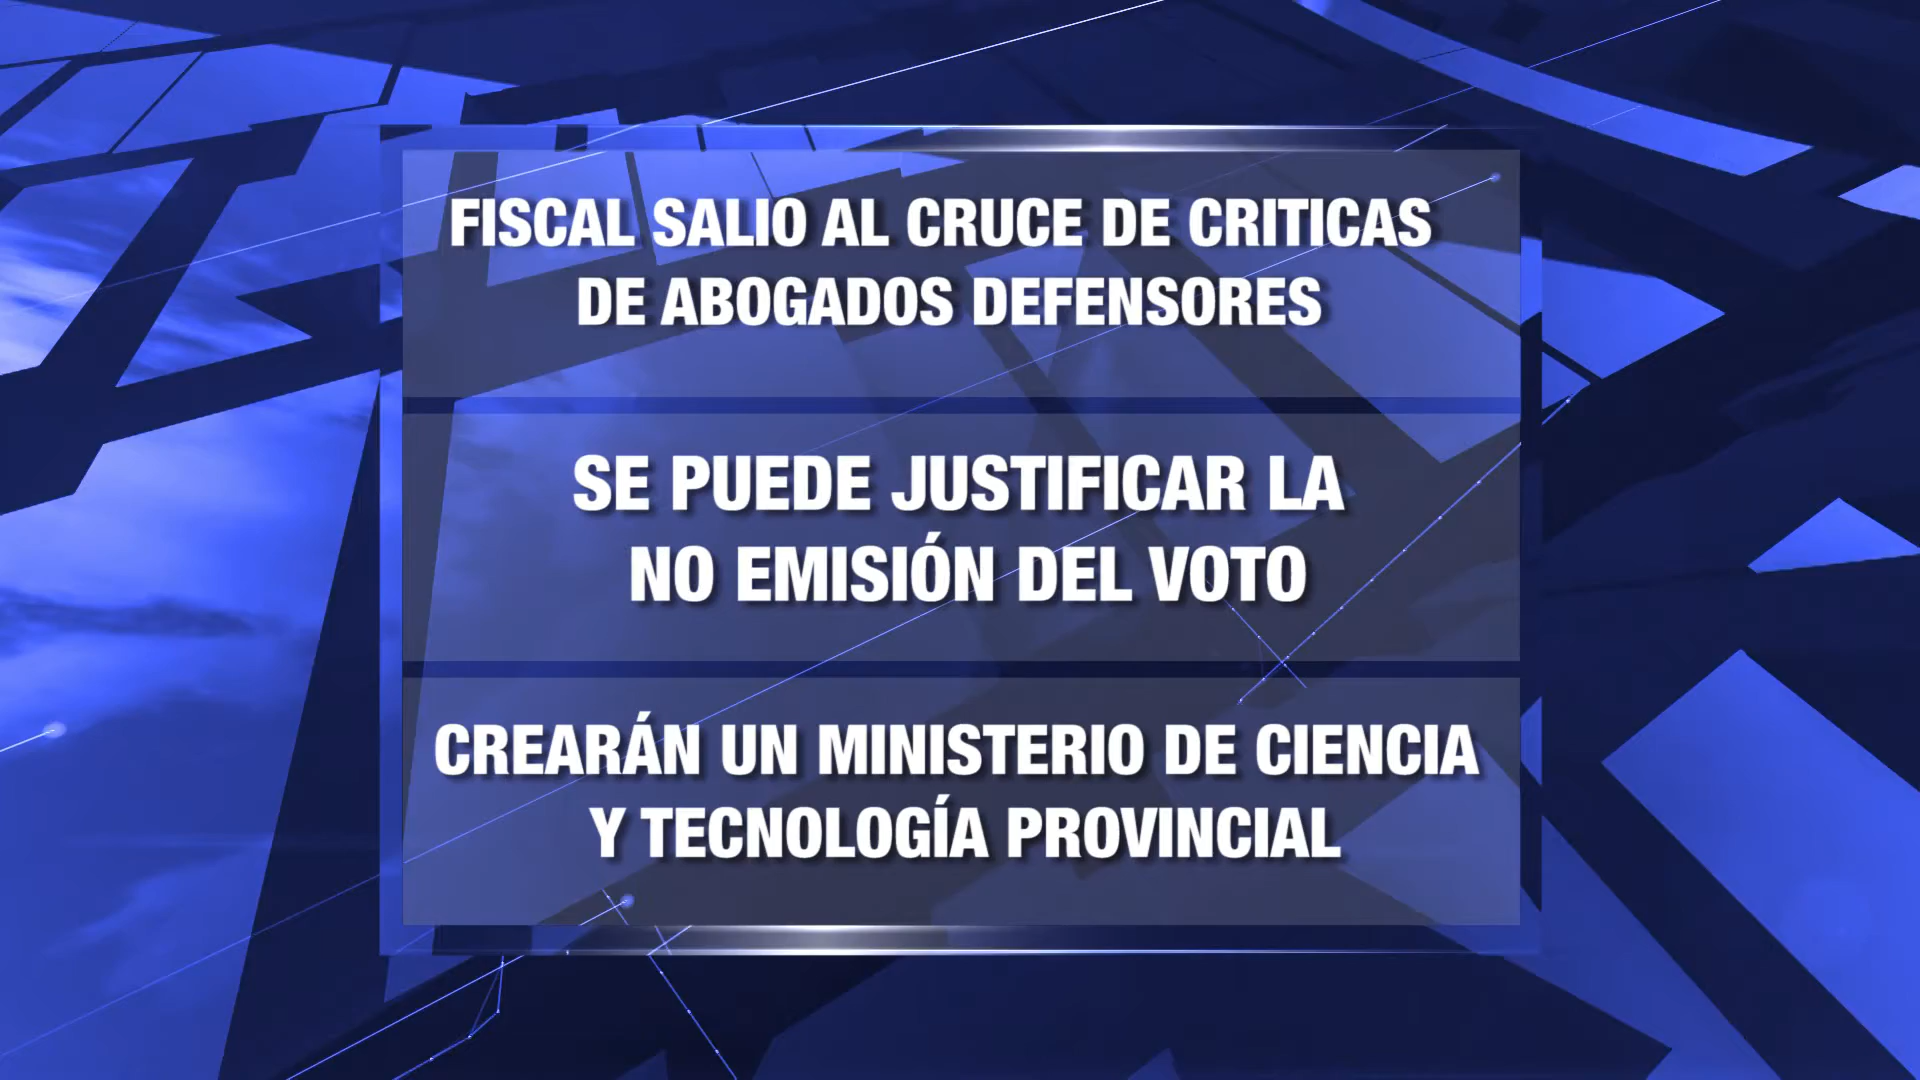 FISCAL SALIO AL CRUCE DE CRITICAS
DE ABOGADOS DEFENSORES
SE PUEDE JUSTIFICAR LA
NO EMISIÓN DEL VOTO
CREARÁN UN MINISTERIO DE CIENCIA
Y TECNOLOGÍA PROVINCIAL